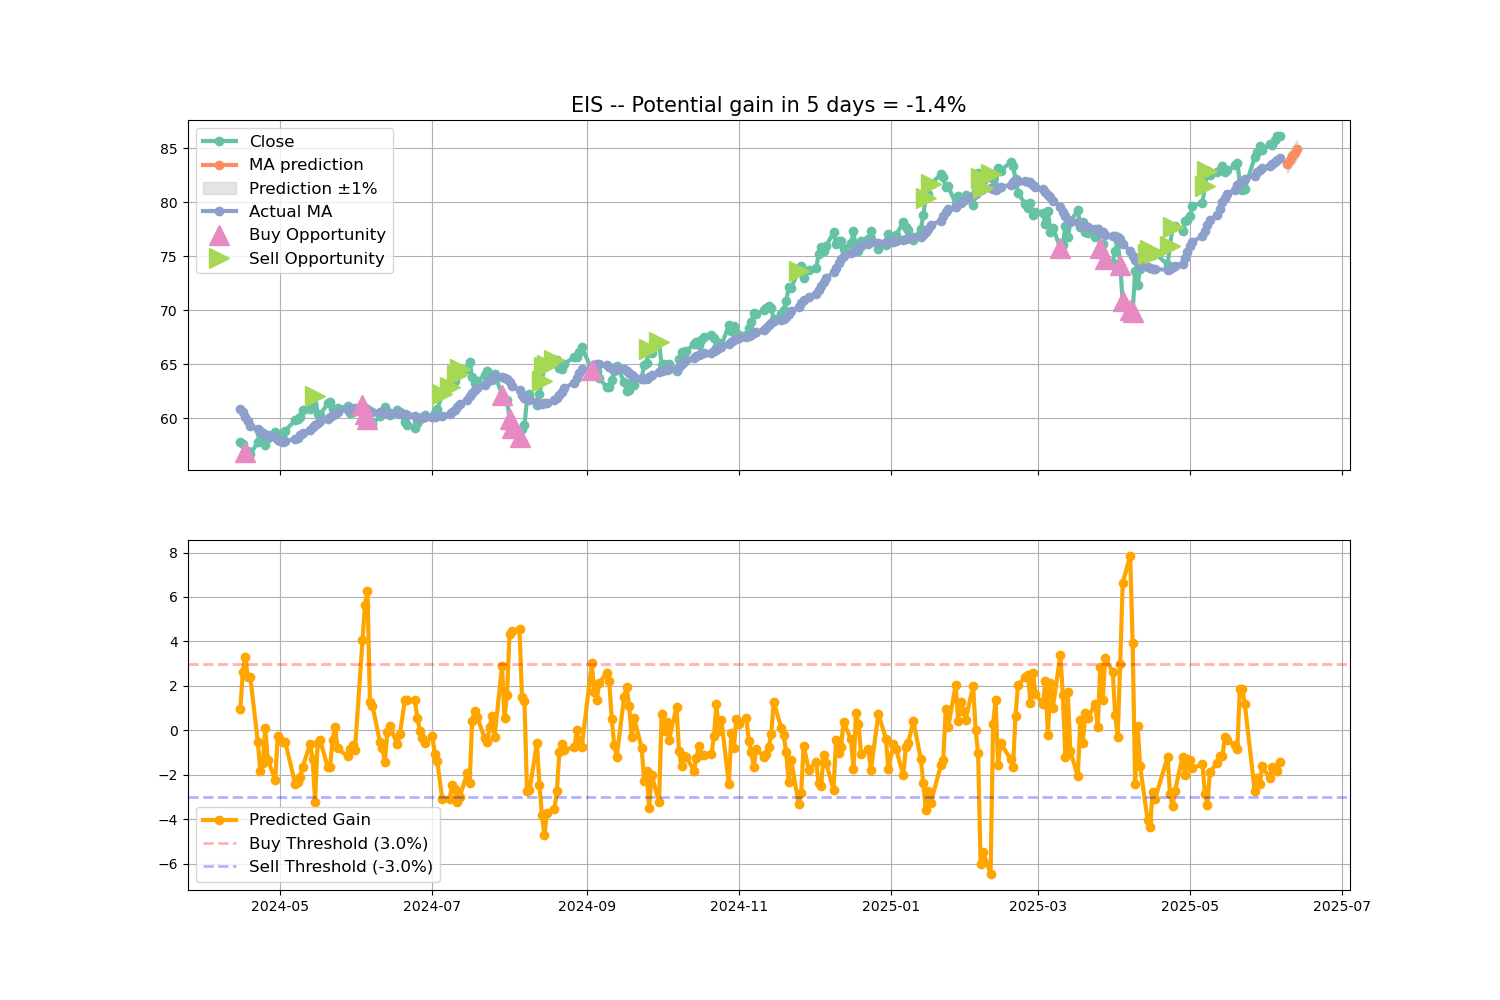 EIS -- Potential gain in 5 days = -1.4%
85
80
75
70
65
60
Close
MA prediction
Prediction ±1%
Actual MA
Buy Opportunity
Sell Opportunity
8
6
4
2
0
−2
−4
−6
Predicted Gain
Buy Threshold (3.0%)
Sell Threshold (-3.0%)
2024-05
2024-07
2024-09
2024-11
2025-01
2025-03
2025-05
2025-07